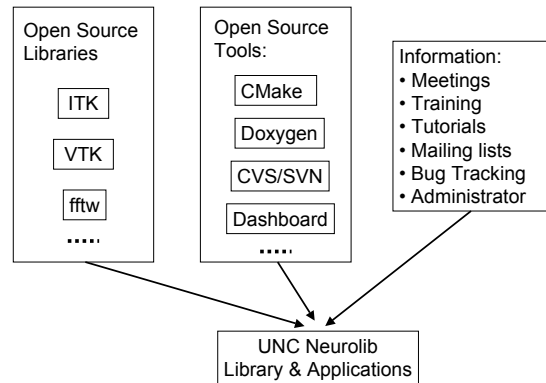 Open Source
Libraries
ITK
VTK
fftw
.....
Open Source
Tools:
CMake
Doxygen
CVS/SVN
Dashboard
.....
Information:
• Meetings
• Training
• Tutorials
• Mailing lists
• Bug Tracking
• Administrator
UNC Neurolib
Library & Applications